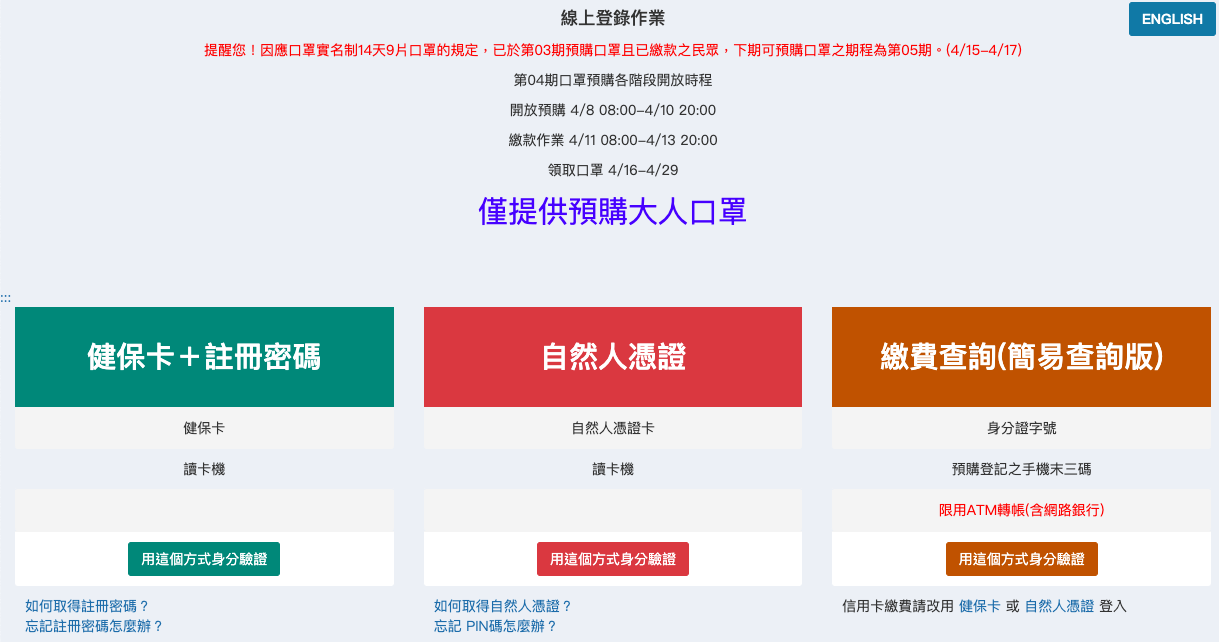 線上登錄作業
ENGLISH
提醒您！因應口罩實名制14天9片口罩的規定，已於第03期預購口罩且已繳款之民眾，下期可預購口罩之期程為第05期。(4/15-4/17)
第04期口罩預購各階段開放時程
開放預購 4/8 08:00-4/10 20:00
繳款作業 4/11 08:00-4/13 20:00
領取口罩 4/16-4/29
僅提供預購大人口罩
:::
健保卡＋註冊密碼
健保卡
讀卡機
用這個方式身分驗證
如何取得註冊密碼？
忘記註冊密碼怎麼辦？
自然人憑證
自然人憑證卡
讀卡機
用這個方式身分驗證
如何取得自然人憑證？
忘記 PIN碼怎麼辦？
繳費查詢(簡易查詢版)
身分證字號
預購登記之手機末三碼
限用ATM轉帳(含網路銀行)
用這個方式身分驗證
信用卡繳費請改用 健保卡 或 自然人憑證 登入